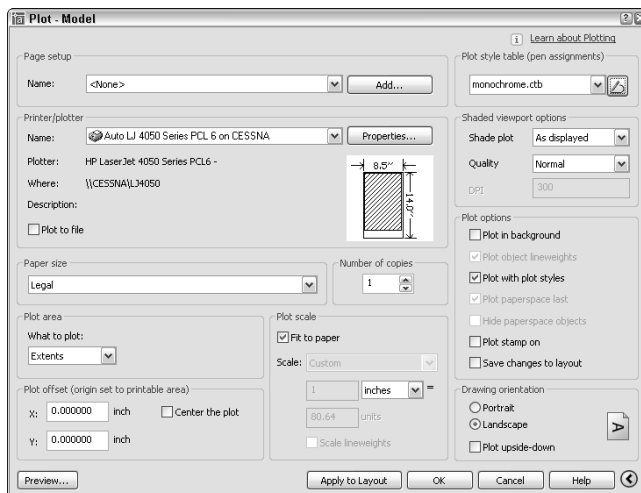 Plot - Model
Learn about Plotting
Page setup
Name: <None> Add...
Plot style table (pen assignments)
monochrome.ctb
Printer/plotter
Name: Auto LJ 4050 Series PCL 6 on CESSNA Properties...
Plotter: HP LaserJet 4050 Series PCL6 -
Where: \\CESSNA\LJ4050
Description:
Plot to file
8.5″
14.0″
Shaded viewport options
Shade plot As displayed
Quality Normal
DPI 300
Paper size
Legal
Number of copies
1
Plot area
What to plot:
Extents
Plot scale
Fit to paper
Scale: Custom
1 inches =
80.64 units
Scale lineweights
Plot offset (origin set to printable area)
X: 0.000000 inch Center the plot
Y: 0.000000 inch
Plot options
Plot in background
Plot object lineweights
Plot with plot styles
Plot paperspace last
Hide paperspace objects
Plot stamp on
Save changes to layout
Drawing orientation
Portrait
Landscape
Plot upside-down
A
Preview... Apply to Layout OK Cancel Help